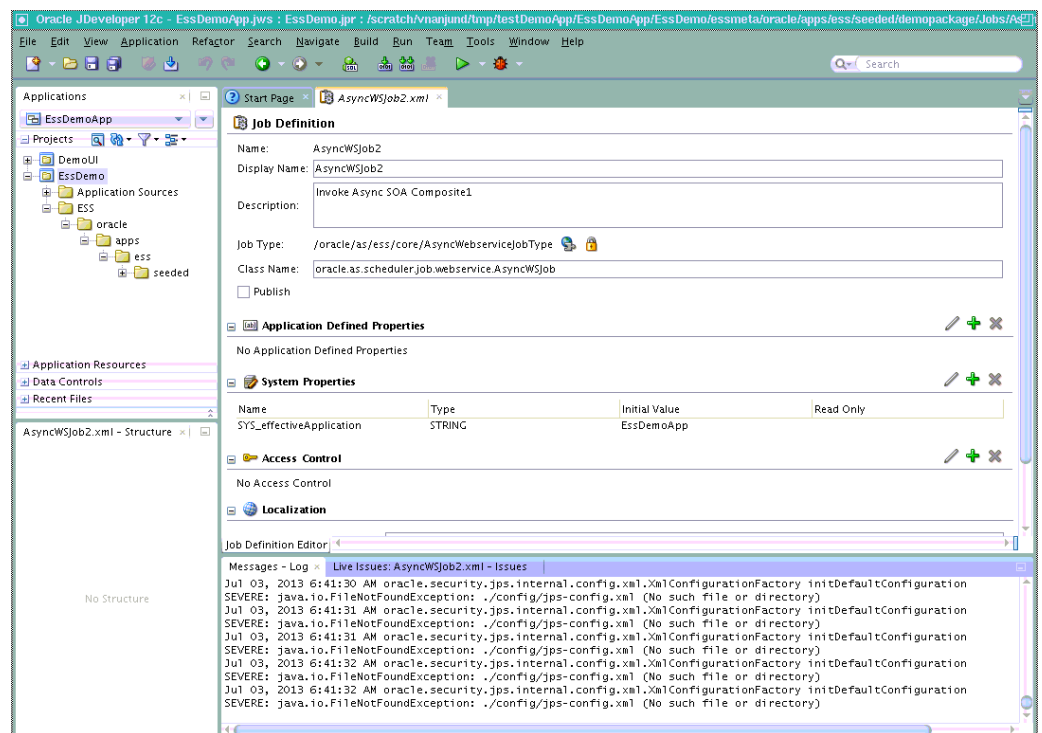 Oracle JDeveloper 12c - EssDemoApp.jws : EssDemo.jpr : /scratch/vnanjund/tmp/testDemoApp/EssDemoApp/EssDemo/essmeta/oracle/apps/ess/seeded/demopackage/Jobs/
File Edit View Application Refactor Search Navigate Build Run Team Tools Window Help
Search
Applications
EssDemoApp
Projects
DemoUI
EssDemo
Application Sources
ESS
oracle
apps
ess
seeded
Application Resources
Data Controls
Recent Files
AsyncWSJob2.xml - Structure
No Structure
Start Page
AsyncWSJob2.xml
Job Definition
Name: AsyncWSJob2
Display Name: AsyncWSJob2
Description: Invoke Async SOA Composite1
Job Type: /oracle/as/ess/core/AsyncWebserviceJobType
Class Name: oracle.as.scheduler.job.webservice.AsyncWSJob
Publish
Application Defined Properties
No Application Defined Properties
System Properties
Name Type Initial Value Read Only
SYS_effectiveApplication STRING EssDemoApp
Access Control
No Access Control
Localization
Job Definition Editor
Messages - Log Live Issues: AsyncWSJob2.xml - Issues
Jul 03, 2013 6:41:30 AM oracle.security.jps.internal.config.xml.XmlConfigurationFactory initDefaultConfiguration
SEVERE: java.io.FileNotFoundException: ./config/jps-config.xml (No such file or directory)
Jul 03, 2013 6:41:31 AM oracle.security.jps.internal.config.xml.XmlConfigurationFactory initDefaultConfiguration
SEVERE: java.io.FileNotFoundException: ./config/jps-config.xml (No such file or directory)
Jul 03, 2013 6:41:31 AM oracle.security.jps.internal.config.xml.XmlConfigurationFactory initDefaultConfiguration
SEVERE: java.io.FileNotFoundException: ./config/jps-config.xml (No such file or directory)
Jul 03, 2013 6:41:32 AM oracle.security.jps.internal.config.xml.XmlConfigurationFactory initDefaultConfiguration
SEVERE: java.io.FileNotFoundException: ./config/jps-config.xml (No such file or directory)
Jul 03, 2013 6:41:32 AM oracle.security.jps.internal.config.xml.XmlConfigurationFactory initDefaultConfiguration
SEVERE: java.io.FileNotFoundException: ./config/jps-config.xml (No such file or directory)